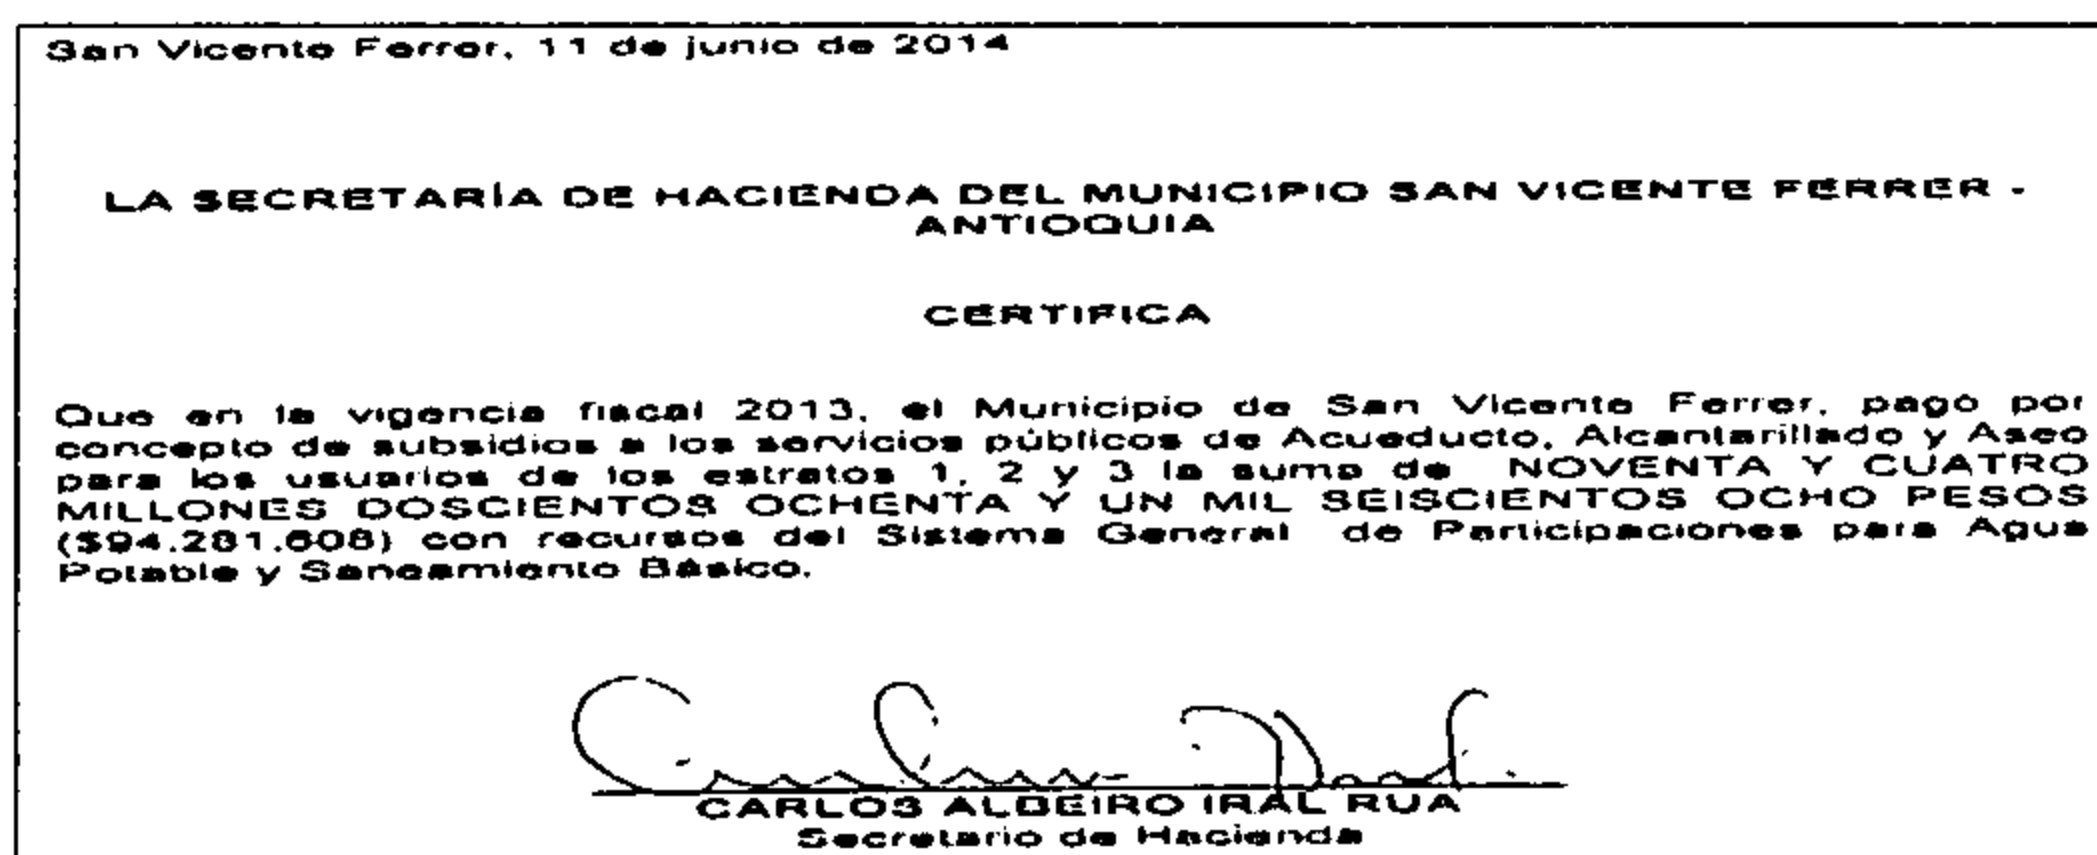 San Vicente Ferrer, 11 de junio de 2014
LA SECRETARÍA DE HACIENDA DEL MUNICIPIO SAN VICENTE FERRER -
ANTIOQUIA
CERTIFICA
Que en la vigencia fiscal 2013, el Municipio de San Vicente Ferrer, pagó por
concepto de subsidios a los servicios públicos de Acueducto, Alcantarillado y Aseo
para los usuarios de los estratos 1, 2 y 3 la suma de NOVENTA Y CUATRO
MILLONES DOSCIENTOS OCHENTA Y UN MIL SEISCIENTOS OCHO PESOS
($94.281.608) con recursos del Sistema General de Participaciones para Agua
Potable y Saneamiento Básico.
CARLOS ALBEIRO IRAL RUA
Secretario de Hacienda